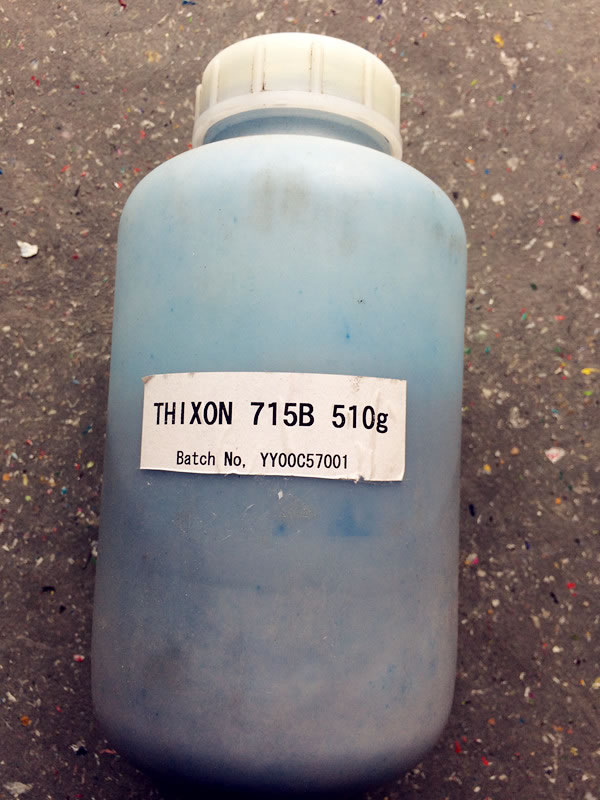 THIXON 715B 510g
Batch No, YY00C57001